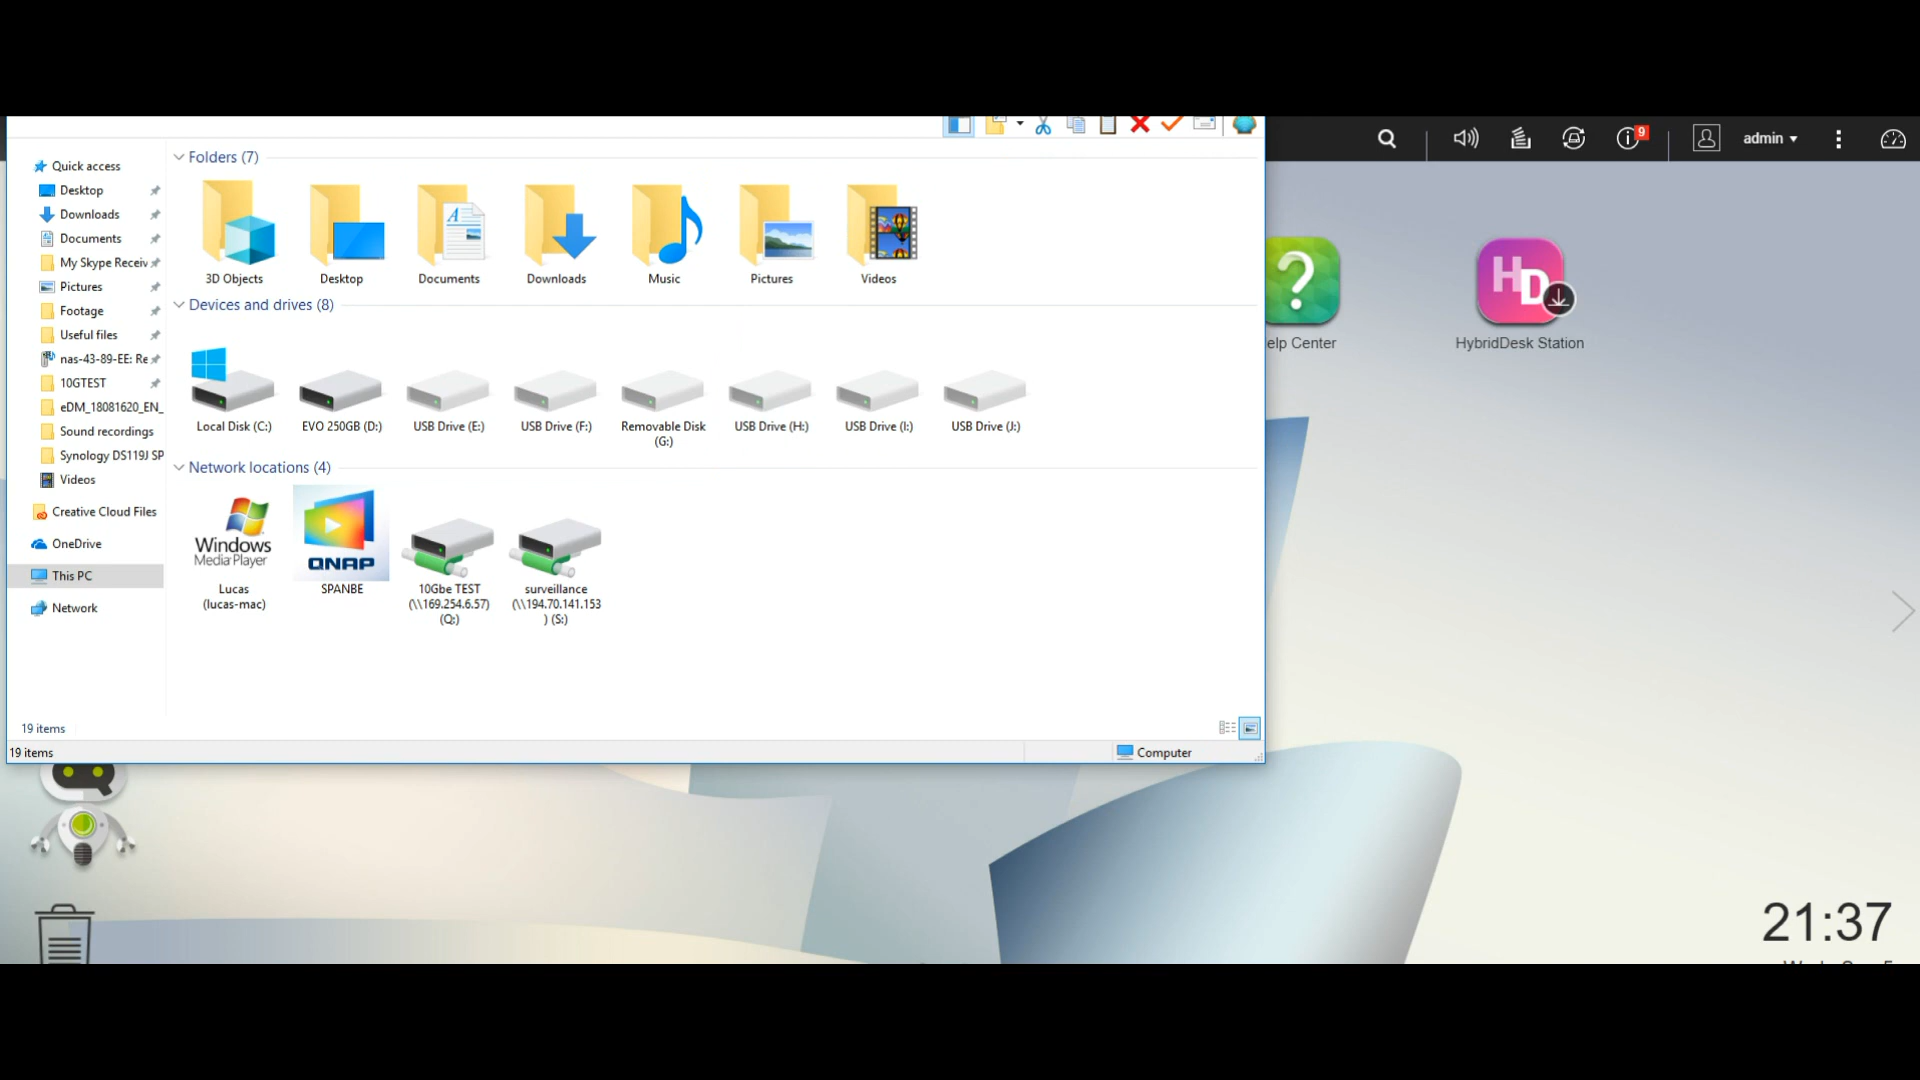 9
admin
Quick access
Desktop
Downloads
Documents
My Skype Receiv
Pictures
Footage
Useful files
nas-43-89-EE: Re
10GTEST
eDM_18081620_EN_
Sound recordings
Synology DS119J SP
Videos
Creative Cloud Files
OneDrive
This PC
Network
Folders (7)
3D Objects
Desktop
Documents
Downloads
Music
Pictures
Videos
Devices and drives (8)
Local Disk (C:)
EVO 250GB (D:)
USB Drive (E:)
USB Drive (F:)
Removable Disk
(G:)
USB Drive (H:)
USB Drive (I:)
USB Drive (J:)
Network locations (4)
Windows
Media Player
Lucas
(lucas-mac)
QNAP
SPANBE
10Gbe TEST
(\\169.254.6.57)
(Q:)
surveillance
(\\194.70.141.153
) (S:)
19 items
19 items
Computer
?
elp Center
HD
HybridDesk Station
21:37